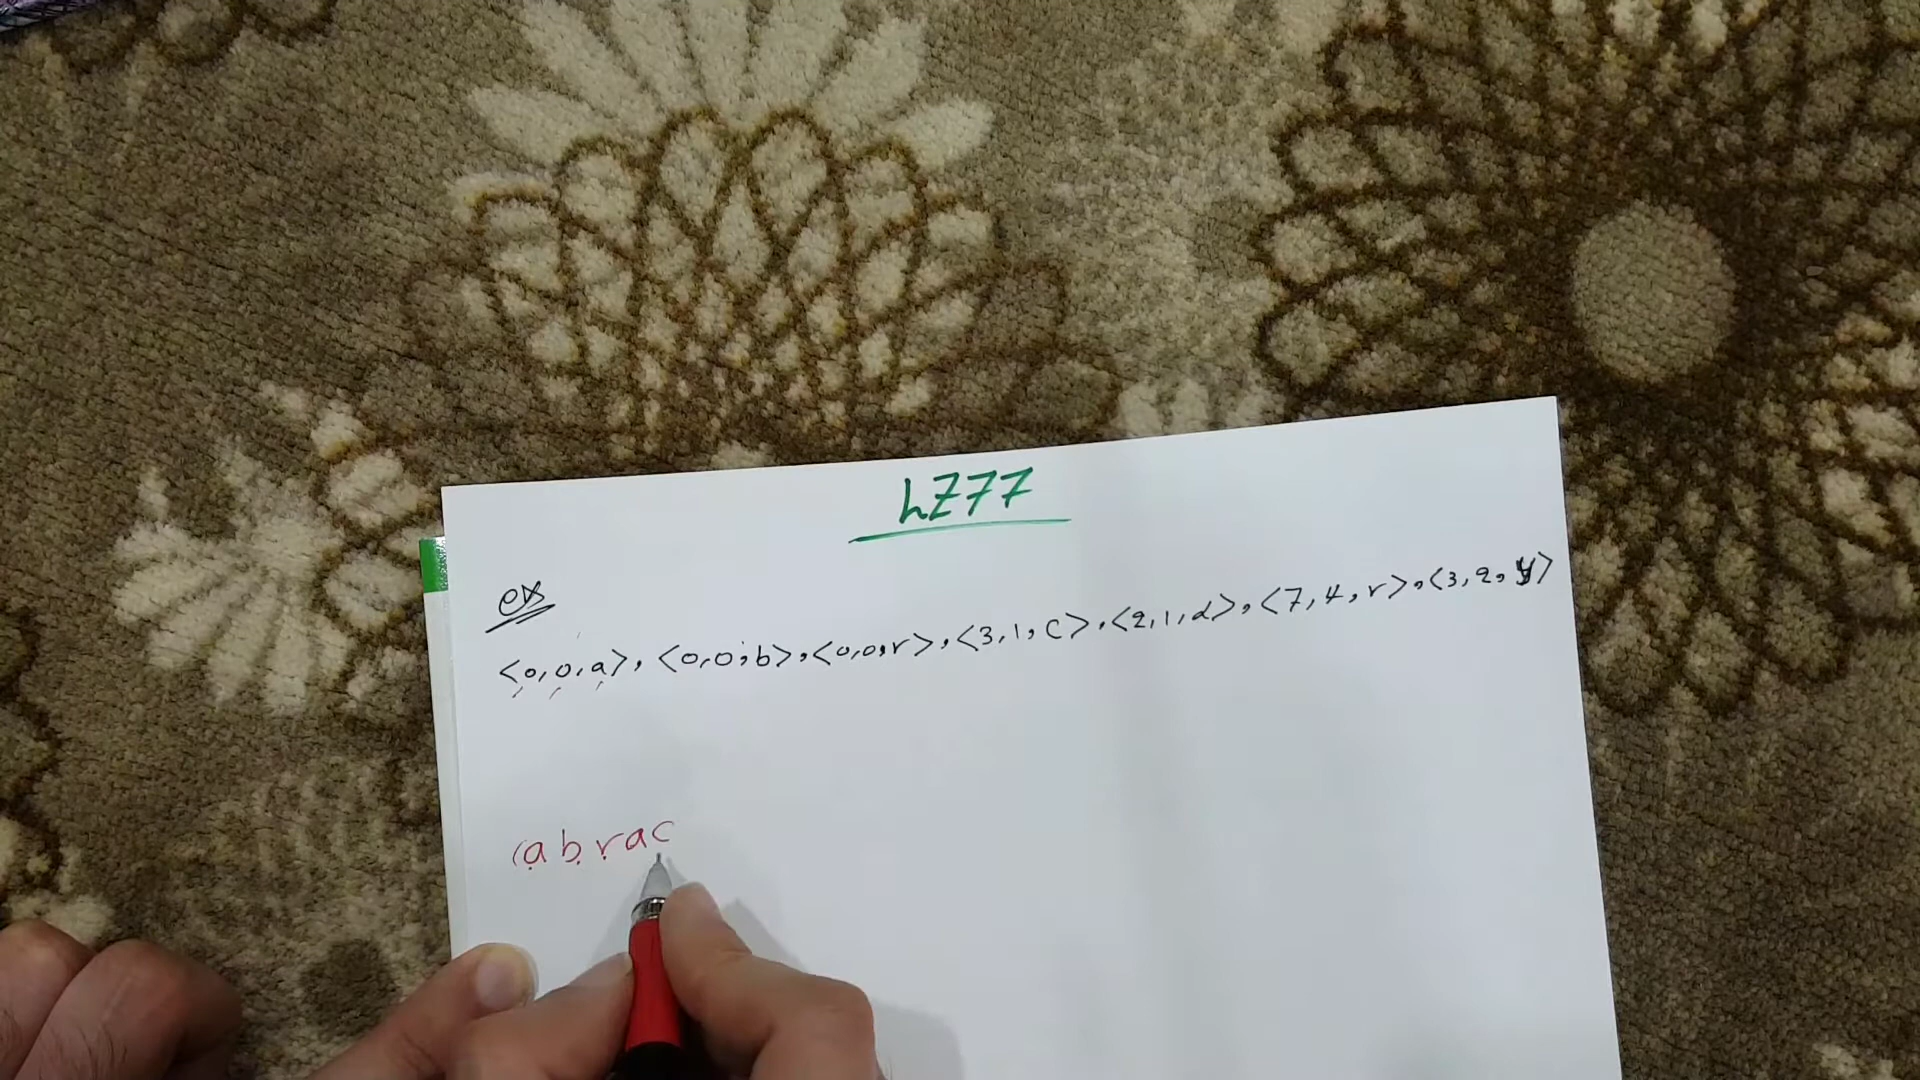 LZ77
ex
<0,0,a>, <0,0,b>, <0,0,r>, <3,1,c>, <2,1,d>, <7,4,r>, <3,2,y>
abrac